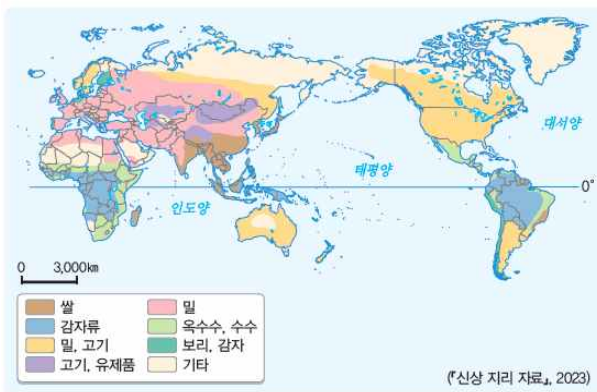 대서양
태평양
0°
인도양
0 3,000km
쌀 밀
감자류 옥수수, 수수
밀, 고기 보리, 감자
고기, 유제품 기타
(『신상 지리 자료』, 2023)